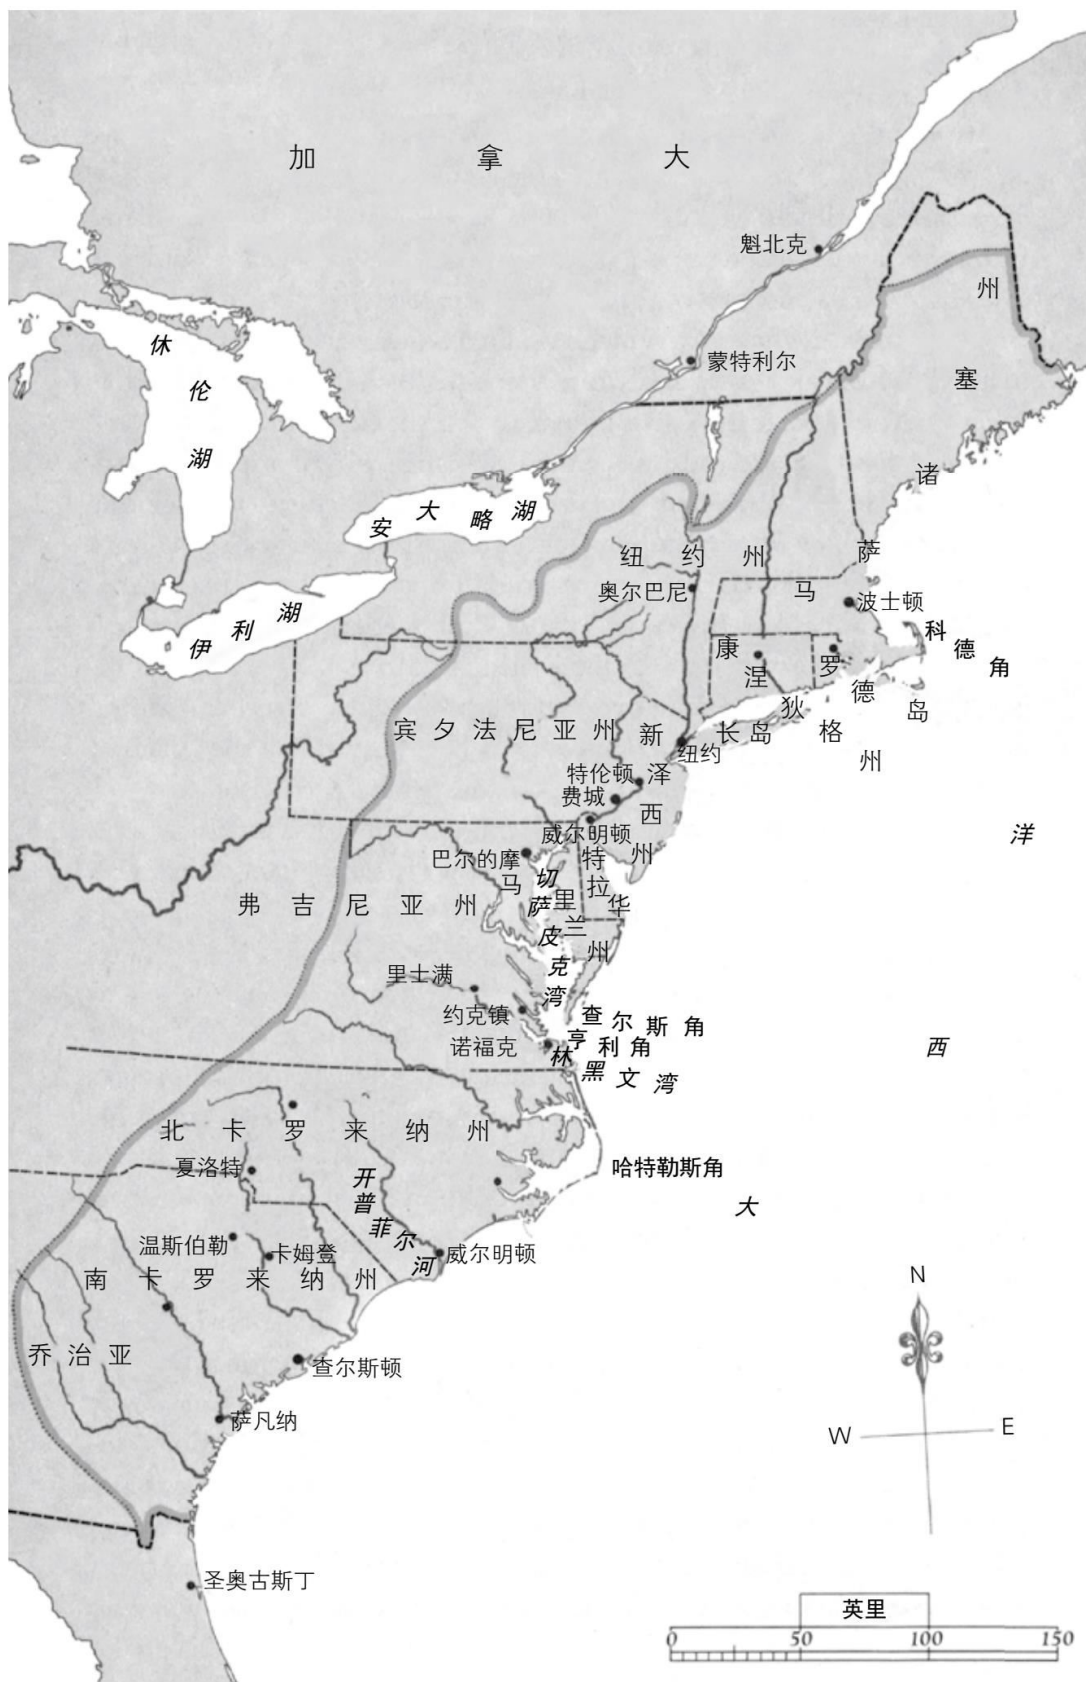 加拿大
魁北克
蒙特利尔
休伦湖
安大略湖
伊利湖
马萨诸塞州
纽约州
奥尔巴尼
波士顿
科德角
康涅狄格州
罗德岛
宾夕法尼亚州
新泽西州
长岛
纽约
特伦顿
费城
威尔明顿
巴尔的摩
特拉华
马里兰州
切萨皮克湾
弗吉尼亚州
里士满
约克镇
诺福克
查尔斯角
亨利角
林黑文湾
大西洋
北卡罗来纳州
夏洛特
哈特勒斯角
开普菲尔河
威尔明顿
温斯伯勒
卡姆登
南卡罗来纳州
乔治亚
查尔斯顿
萨凡纳
圣奥古斯丁
N
W
E
英里
0 50 100 150